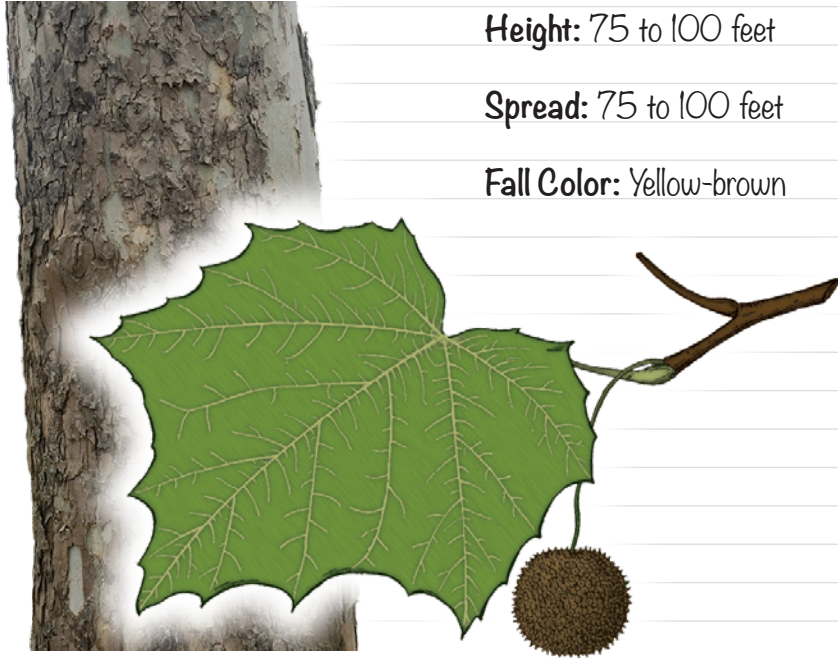 Height: 75 to 100 feet
Spread: 75 to 100 feet
Fall Color: Yellow-brown